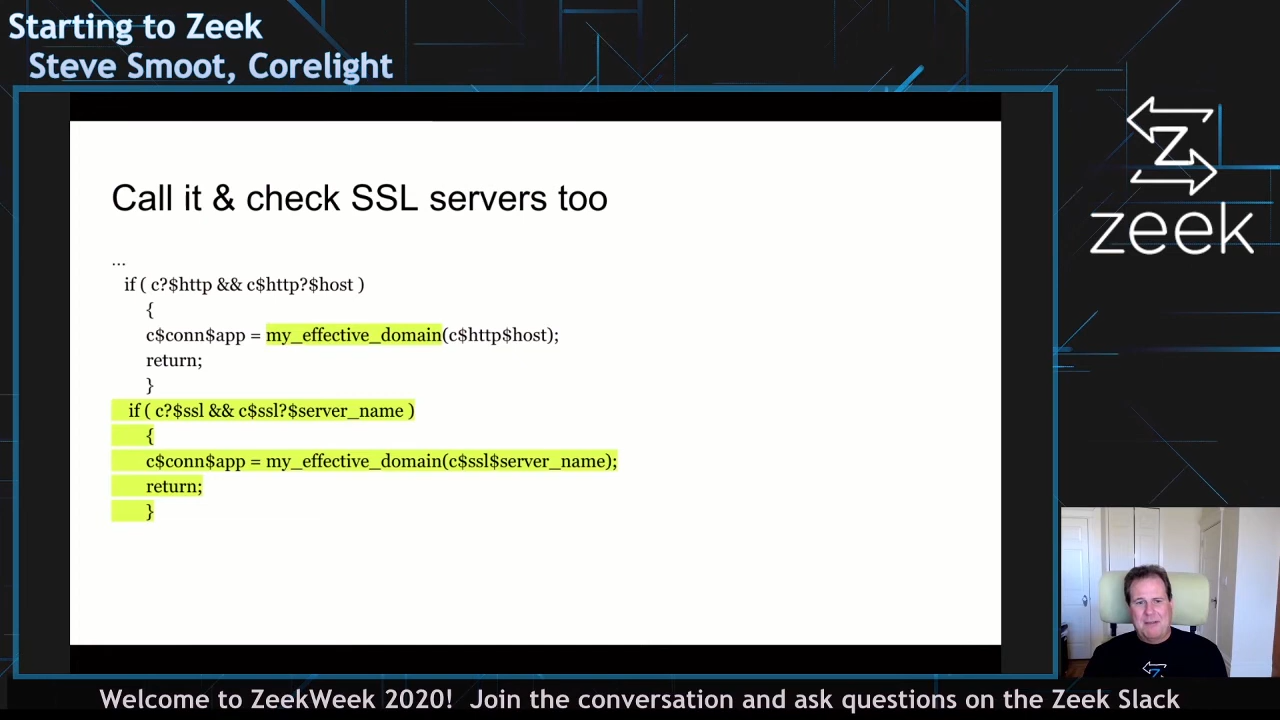 Starting to Zeek
Steve Smoot, Corelight
zeek
Call it & check SSL servers too
...
if ( c?$http && c$http?$host )
{
c$conn$app = my_effective_domain(c$http$host);
return;
}
if ( c?$ssl && c$ssl?$server_name )
{
c$conn$app = my_effective_domain(c$ssl$server_name);
return;
}
Welcome to ZeekWeek 2020! Join the conversation and ask questions on the Zeek Slack